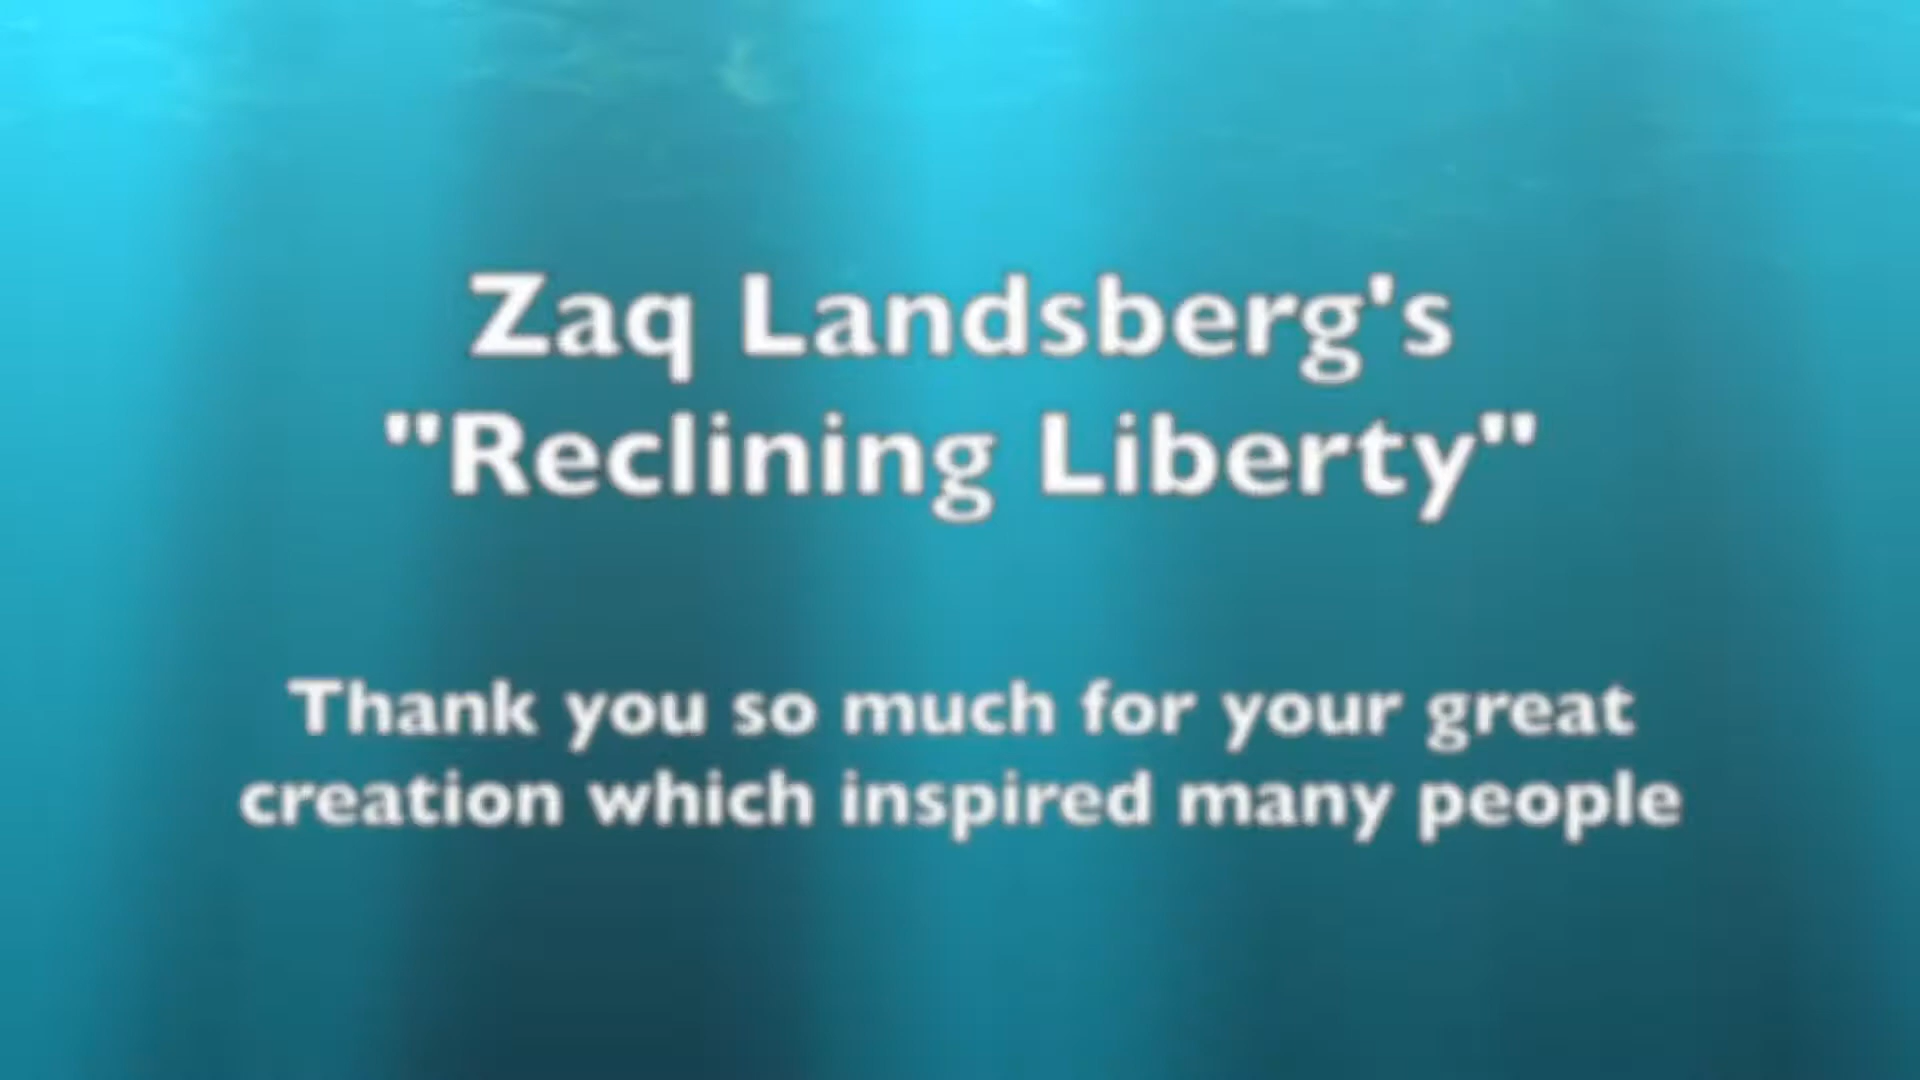 Zaq Landsberg's
"Reclining Liberty"
Thank you so much for your great
creation which inspired many people